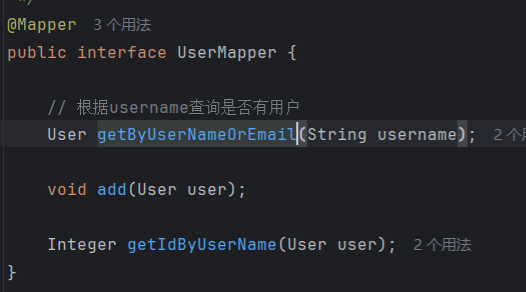 */
@Mapper 3 个用法
public interface UserMapper {
// 根据username查询是否有用户
User getByUserNameOrEmail(String username); 2 个
void add(User user);
Integer getIdByUserName(User user); 2 个用法
}